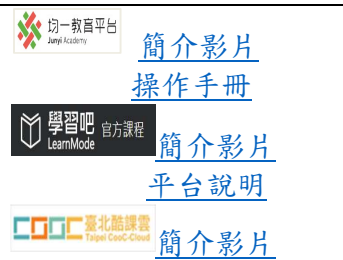 均一教育平台
Junyi Academy
簡介影片
操作手冊
學習吧 官方課程
LearnMode
簡介影片
平台說明
COOC 臺北酷課雲
Taipei CooC-Cloud
簡介影片